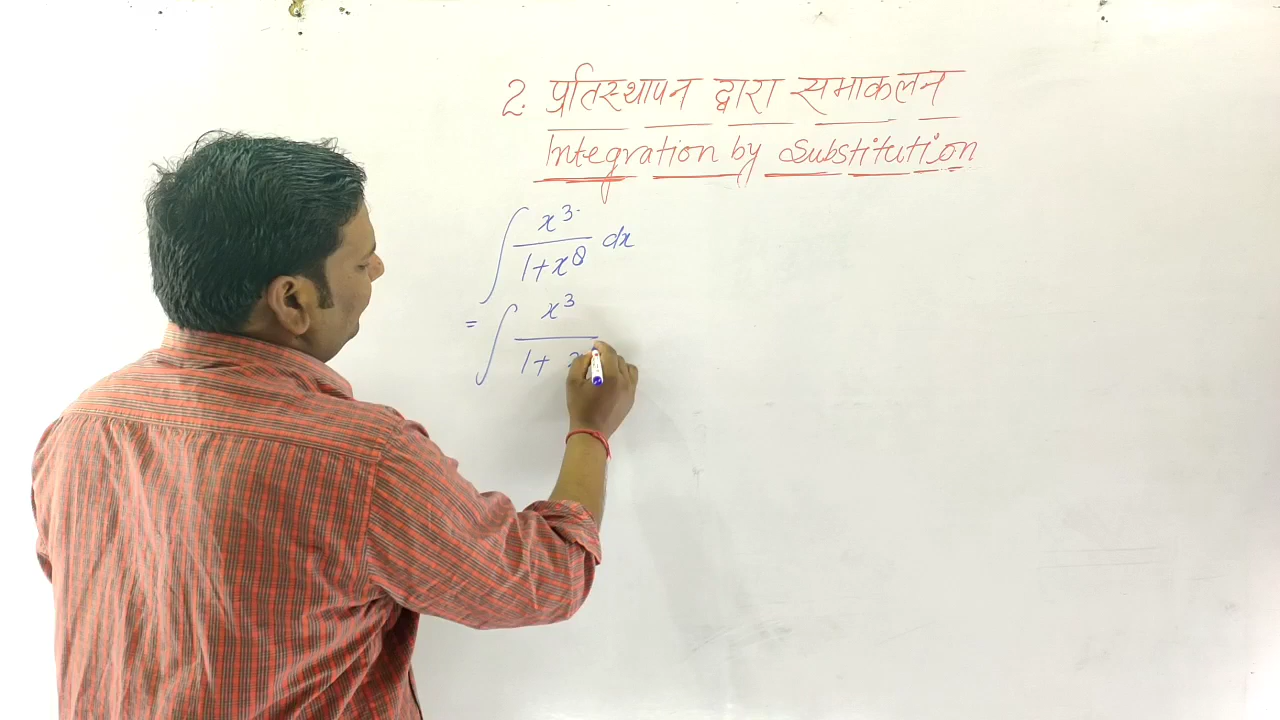 2. प्रतिस्थापन द्वारा समाकलन
Integration by Substitution
∫ x³/1+x⁸ dx
= ∫ x³/1+ x